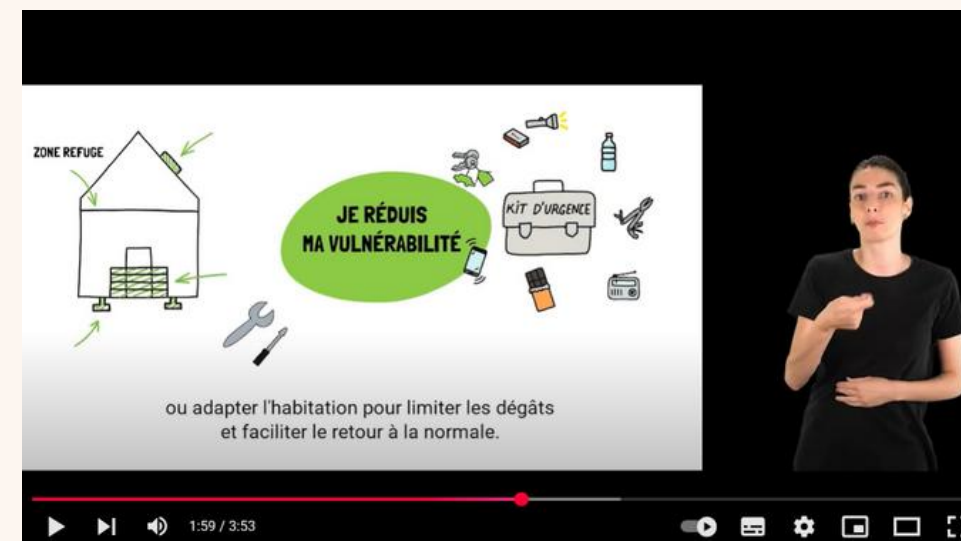 ZONE REFUGE
JE RÉDUIS
MA VULNÉRABILITÉ
KIT D'URGENCE
ou adapter l'habitation pour limiter les dégâts
et faciliter le retour à la normale.
1:59 / 3:53